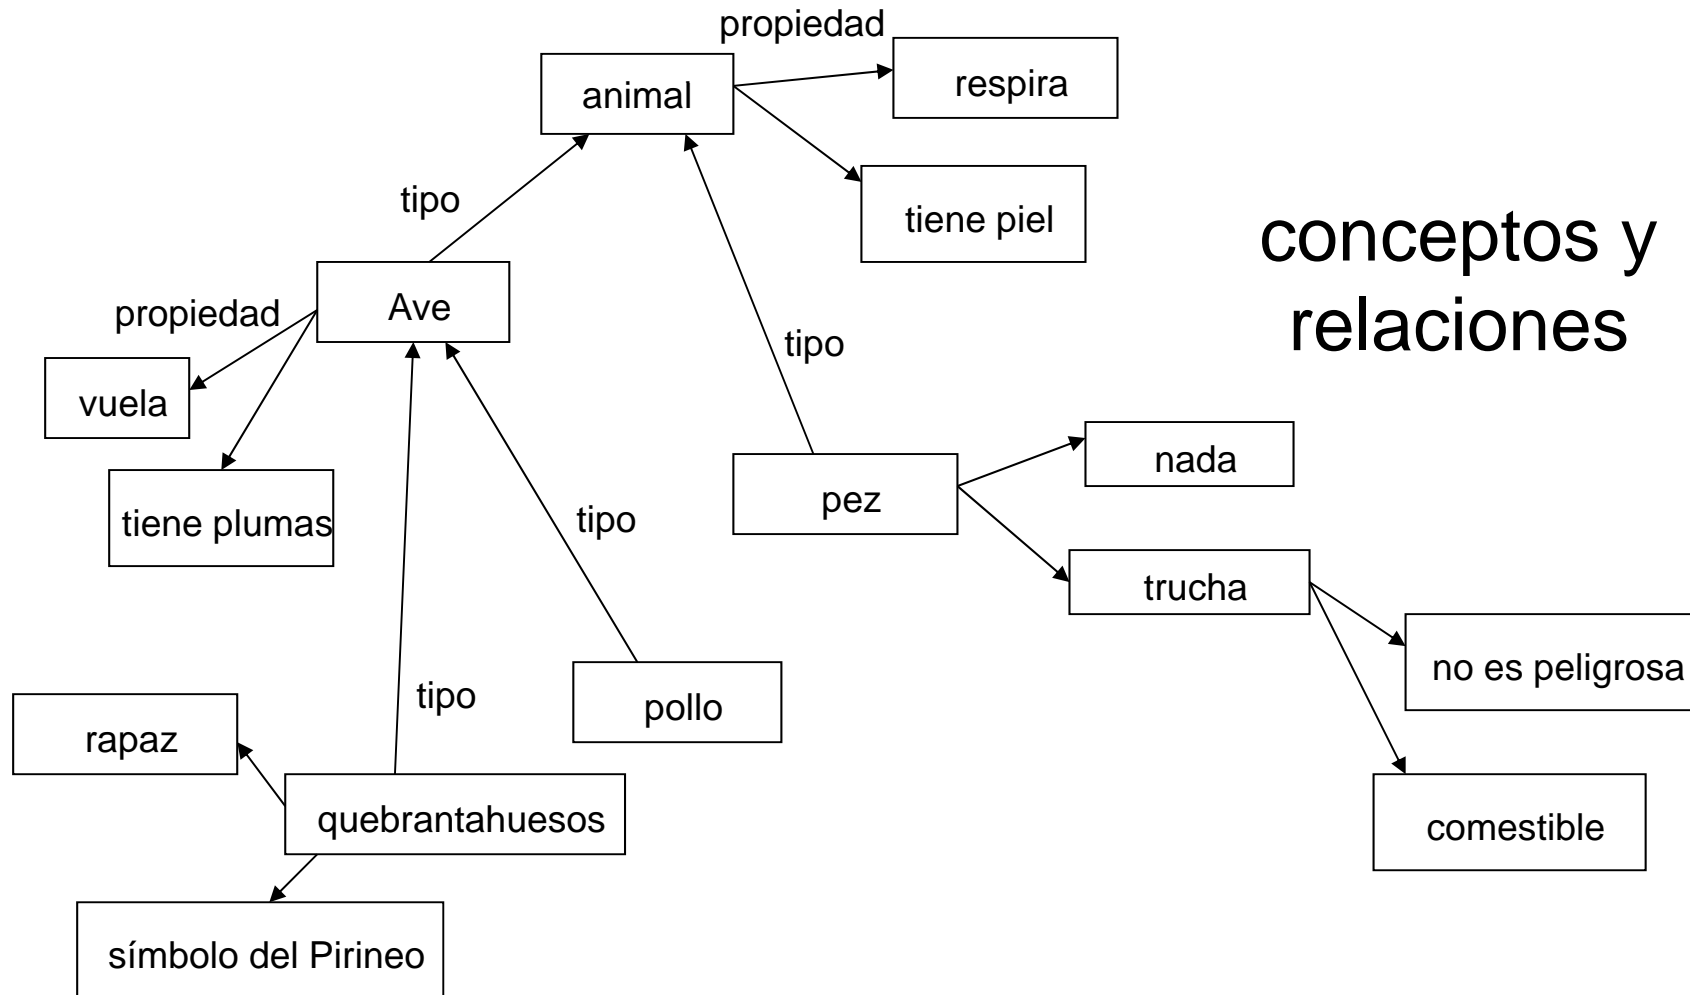 propiedad
animal
respira
tipo
tiene piel
conceptos y
relaciones
propiedad
Ave
tipo
vuela
nada
pez
tiene plumas
tipo
trucha
no es peligrosa
tipo
pollo
rapaz
quebrantahuesos
comestible
símbolo del Pirineo